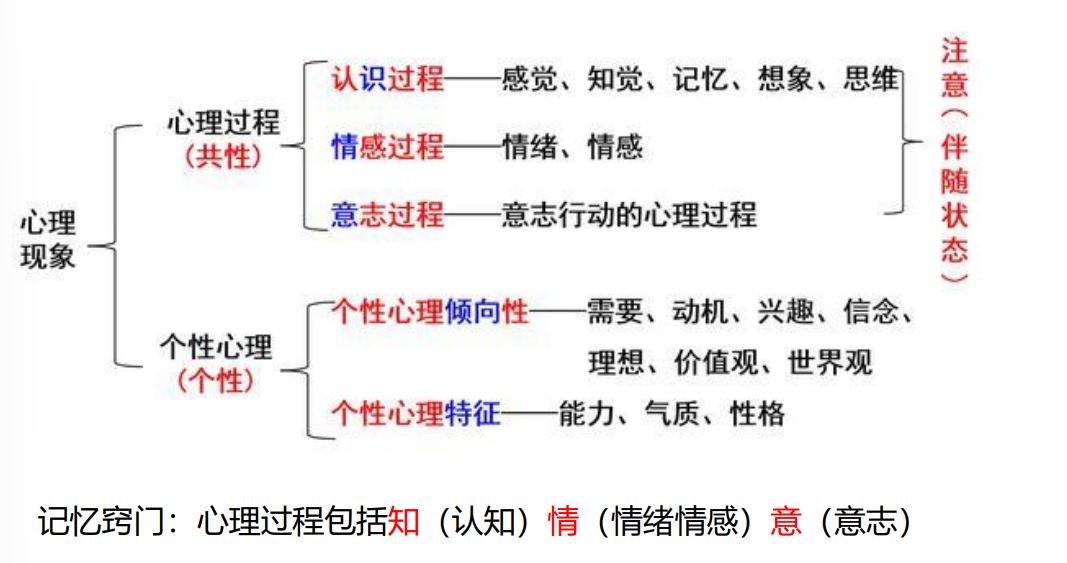 心理
现象
心理过程
（共性）
认识过程——感觉、知觉、记忆、想象、思维
情感过程——情绪、情感
意志过程——意志行动的心理过程
注意（伴随状态）
个性心理
（个性）
个性心理倾向性——需要、动机、兴趣、信念、
理想、价值观、世界观
个性心理特征——能力、气质、性格
记忆窍门：心理过程包括知（认知）情（情绪情感）意（意志）